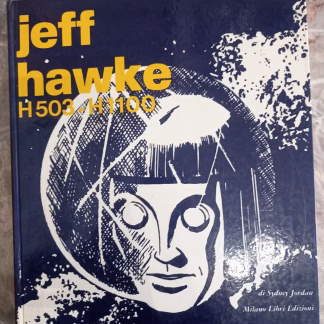 jeff
hawke
H503-H1100
di Sydney Jordan
Milano Libri Edizioni